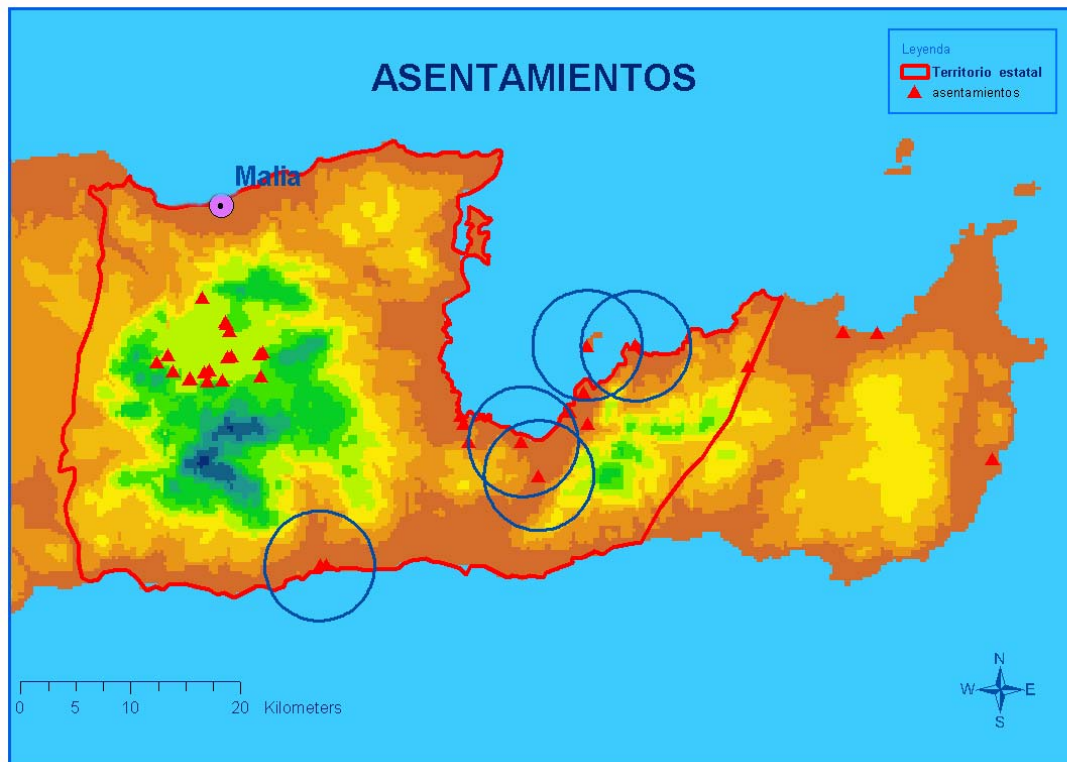 ASENTAMIENTOS
Leyenda
Territorio estatal
asentamientos
Malia
0 5 10 20 Kilometers
N
W E
S